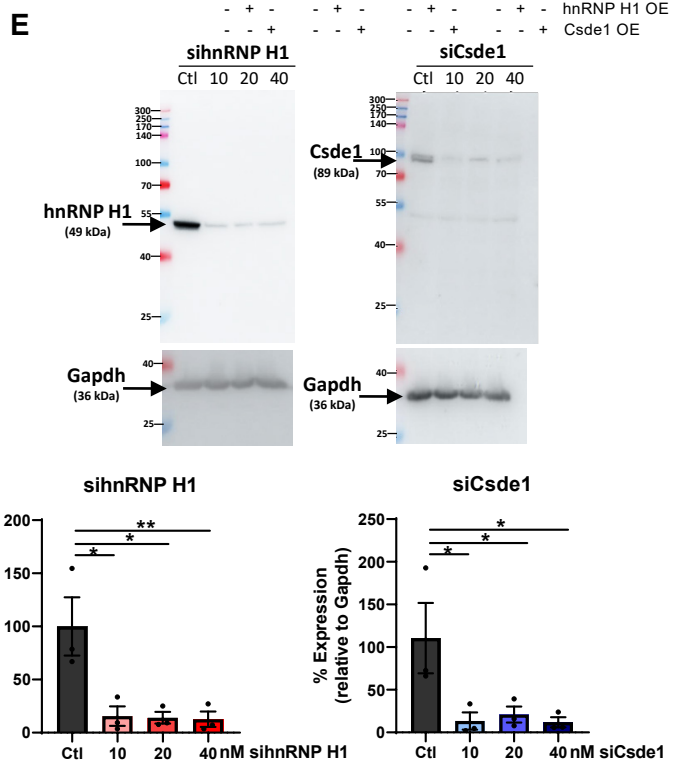 - + - - + - - + - - + - hnRNP H1 OE
E
- - + - - + - - + - - + Csde1 OE
sihnRNP H1
siCsde1
Ctl 10 20 40
Ctl 10 20 40
300
250
170
140
100
70
55
40
25
hnRNP H1
(49 kDa)
300
250
170
140
100
70
55
40
25
Csde1
(89 kDa)
40
25
Gapdh
(36 kDa)
40
25
Gapdh
(36 kDa)
sihnRNP H1
200
150
100
50
0
**
*
*
Ctl 10 20 40 nM sihnRNP H1
siCsde1
% Expression
(relative to Gapdh)
250
200
150
100
50
0
*
*
*
Ctl 10 20 40 nM siCsde1